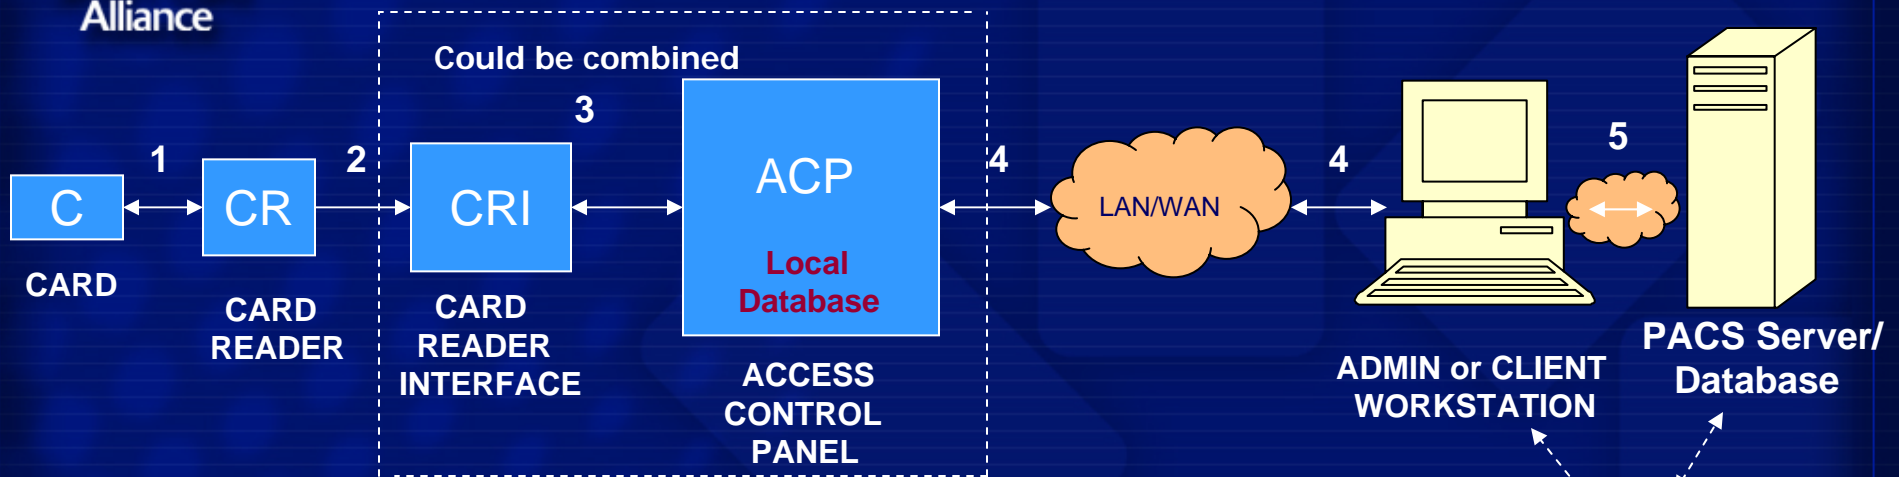 Alliance
Could be combined
1
2
3
4
4
5
C
CR
CRI
ACP
Local
Database
LAN/WAN
CARD
CARD
READER
CARD
READER
INTERFACE
ACCESS
CONTROL
PANEL
ADMIN or CLIENT
WORKSTATION
PACS Server/
Database